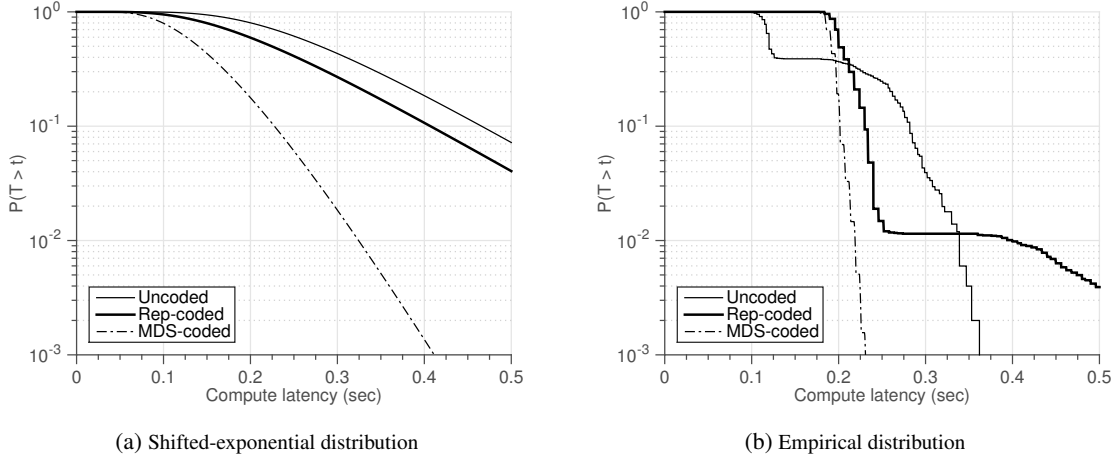 10^0
10^-1
10^-2
10^-3
P(T > t)
Uncoded
Rep-coded
MDS-coded
0 0.1 0.2 0.3 0.4 0.5
Compute latency (sec)
(a) Shifted-exponential distribution
10^0
10^-1
10^-2
10^-3
P(T > t)
Uncoded
Rep-coded
MDS-coded
0 0.1 0.2 0.3 0.4 0.5
Compute latency (sec)
(b) Empirical distribution